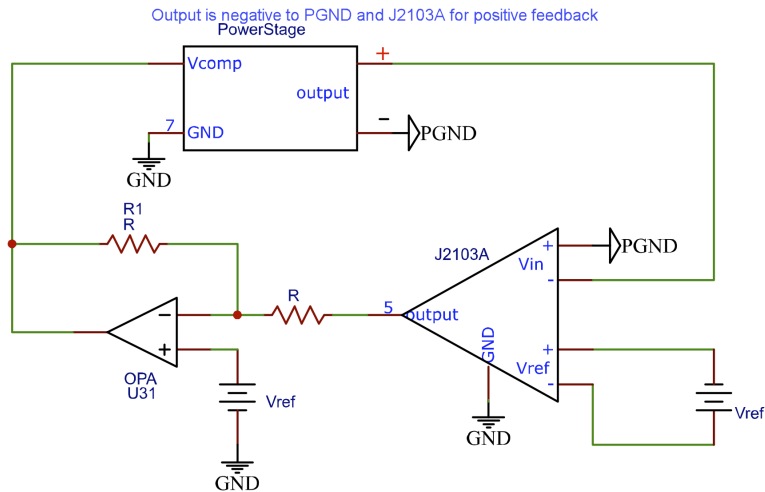 Output is negative to PGND and J2103A for positive feedback
PowerStage
Vcomp
+
output
7
GND
-
PGND
GND
R1
R
J2103A
+
PGND
Vin
-
R
5
output
GND
-
+
Vref
+
-
OPA
U31
Vref
Vref
GND
GND